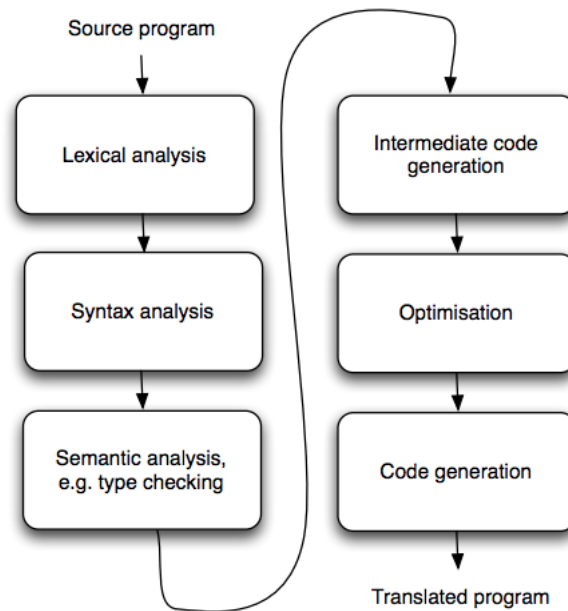 Source program
Lexical analysis
Syntax analysis
Semantic analysis,
e.g. type checking
Intermediate code
generation
Optimisation
Code generation
Translated program